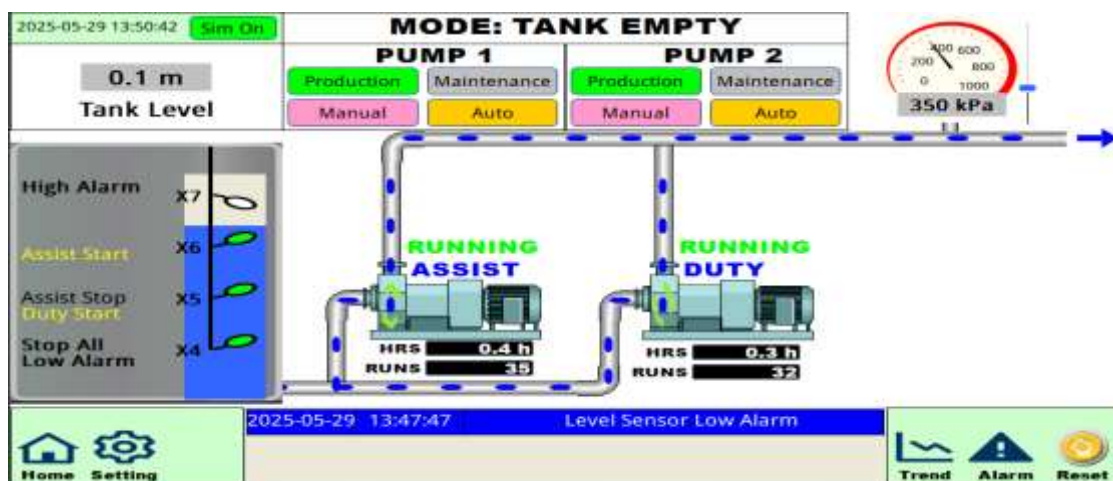 2025-05-29 13:50:42
Sim On
MODE: TANK EMPTY
PUMP 1
PUMP 2
Production
Maintenance
Production
Maintenance
Manual
Auto
Manual
Auto
0.1 m
Tank Level
0
200
400
600
800
1000
350 kPa
High Alarm
X7
Assist Start
X6
Assist Stop
Duty Start
X5
Stop All
Low Alarm
X4
RUNNING
ASSIST
HRS 0.4 h
RUNS 35
RUNNING
DUTY
HRS 0.3 h
RUNS 32
2025-05-29 13:47:47 Level Sensor Low Alarm
Home
Setting
Trend
Alarm
Reset